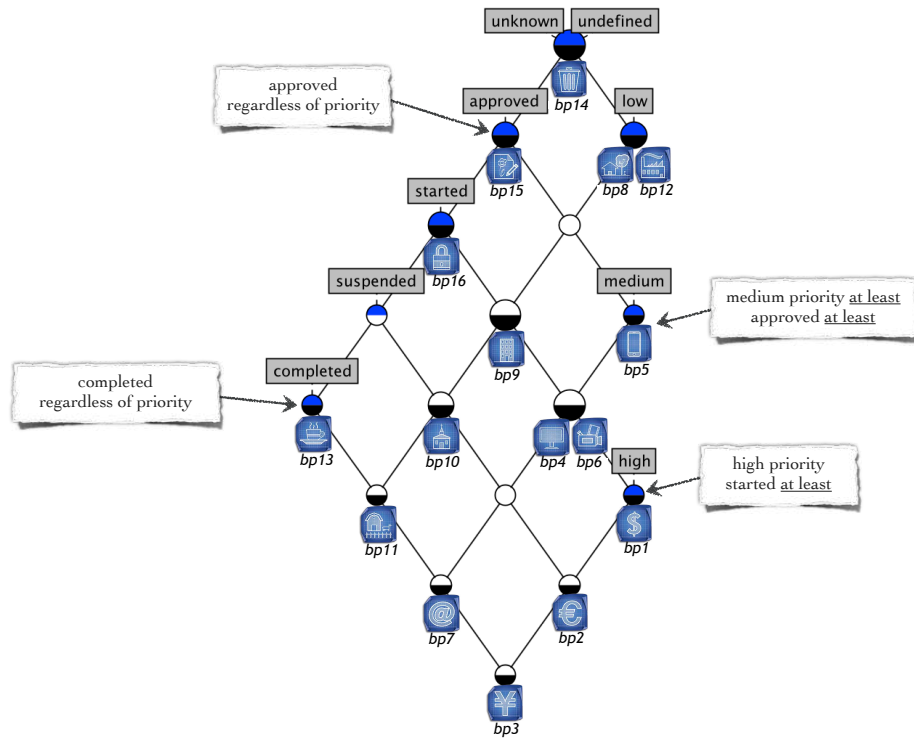 unknown undefined
approved
regardless of priority
bp14
approved
low
bp15
bp8 bp12
started
bp16
suspended
medium
medium priority at least
approved at least
bp9
bp5
completed
regardless of priority
completed
bp13
bp10
bp4 bp6
high
high priority
started at least
$
bp11
bp1
@
€
bp7
bp2
¥
bp3